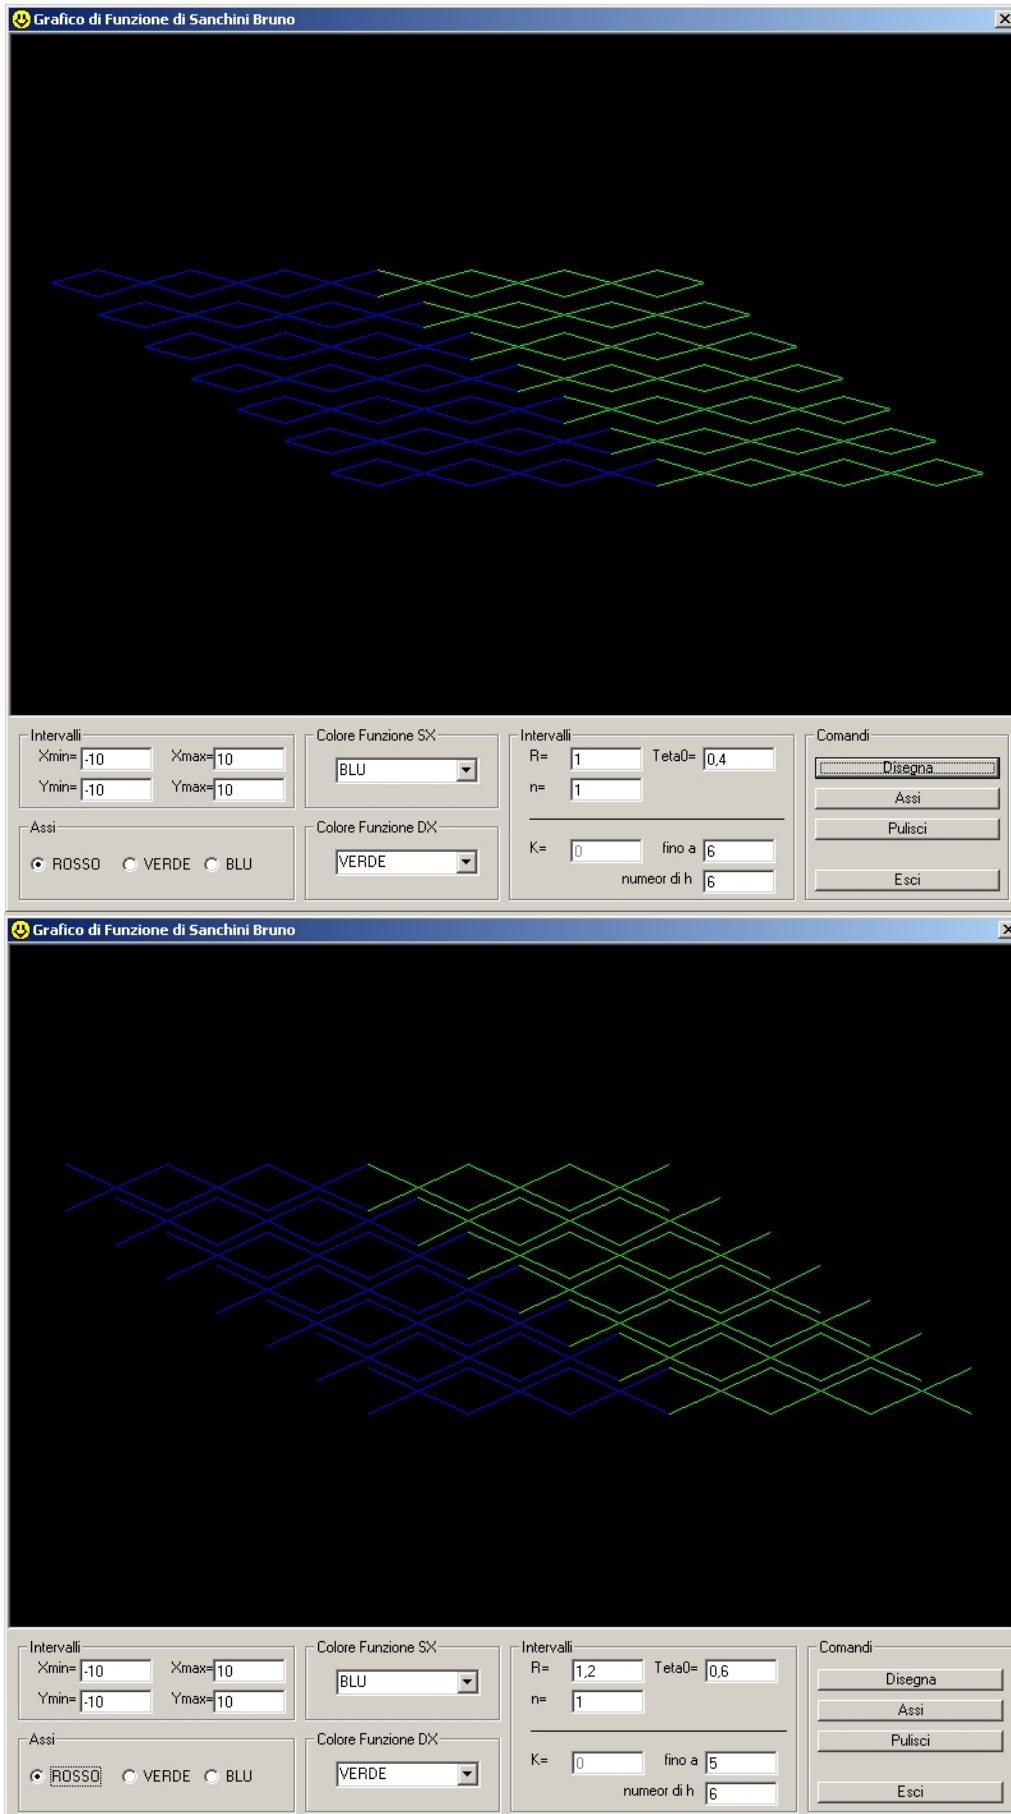 Grafico di Funzione di Sanchini Bruno
Intervalli
Xmin= -10 Xmax= 10
Ymin= -10 Ymax= 10
Assi
ROSSO VERDE BLU
Colore Funzione SX
BLU
Colore Funzione DX
VERDE
Intervalli
R= 1 Teta0= 0,4
n= 1
K= 0 fino a 6
numeor di h 6
Comandi
Disegna
Assi
Pulisci
Esci
Grafico di Funzione di Sanchini Bruno
Intervalli
Xmin= -10 Xmax= 10
Ymin= -10 Ymax= 10
Assi
ROSSO VERDE BLU
Colore Funzione SX
BLU
Colore Funzione DX
VERDE
Intervalli
R= 1,2 Teta0= 0,6
n= 1
K= 0 fino a 5
numeor di h 6
Comandi
Disegna
Assi
Pulisci
Esci